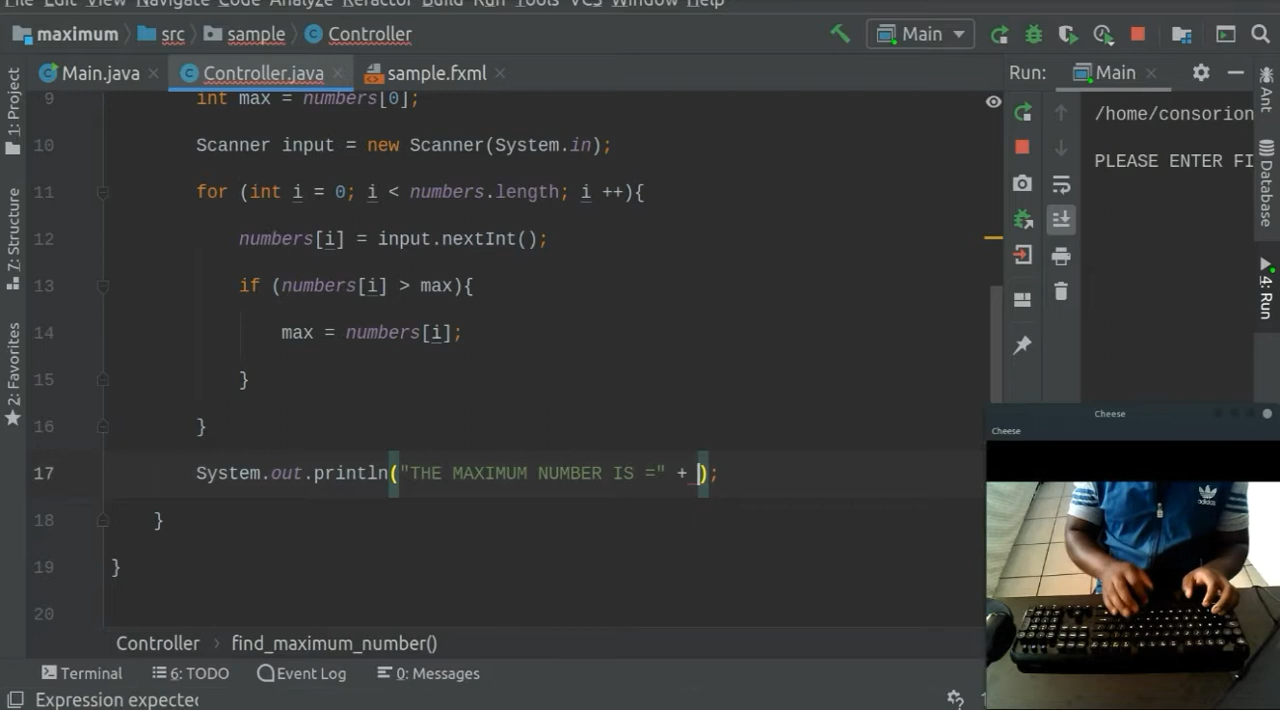 File Edit View Navigate Code Analyze Refactor Build Run Tools VCS Window Help
maximum src sample Controller Main
Main.java Controller.java sample.fxml Run: Main
1: Project
7: Structure
2: Favorites
9 int max = numbers[0];
10 Scanner input = new Scanner(System.in);
11 for (int i = 0; i < numbers.length; i ++){
12 numbers[i] = input.nextInt();
13 if (numbers[i] > max){
14 max = numbers[i];
15 }
16 }
17 System.out.println("THE MAXIMUM NUMBER IS =" + );
18 }
19 }
20
/home/consorion
PLEASE ENTER FI
Ant
Database
4: Run
Cheese
Cheese
Controller find_maximum_number()
Terminal 6: TODO Event Log 0: Messages
Expression expected